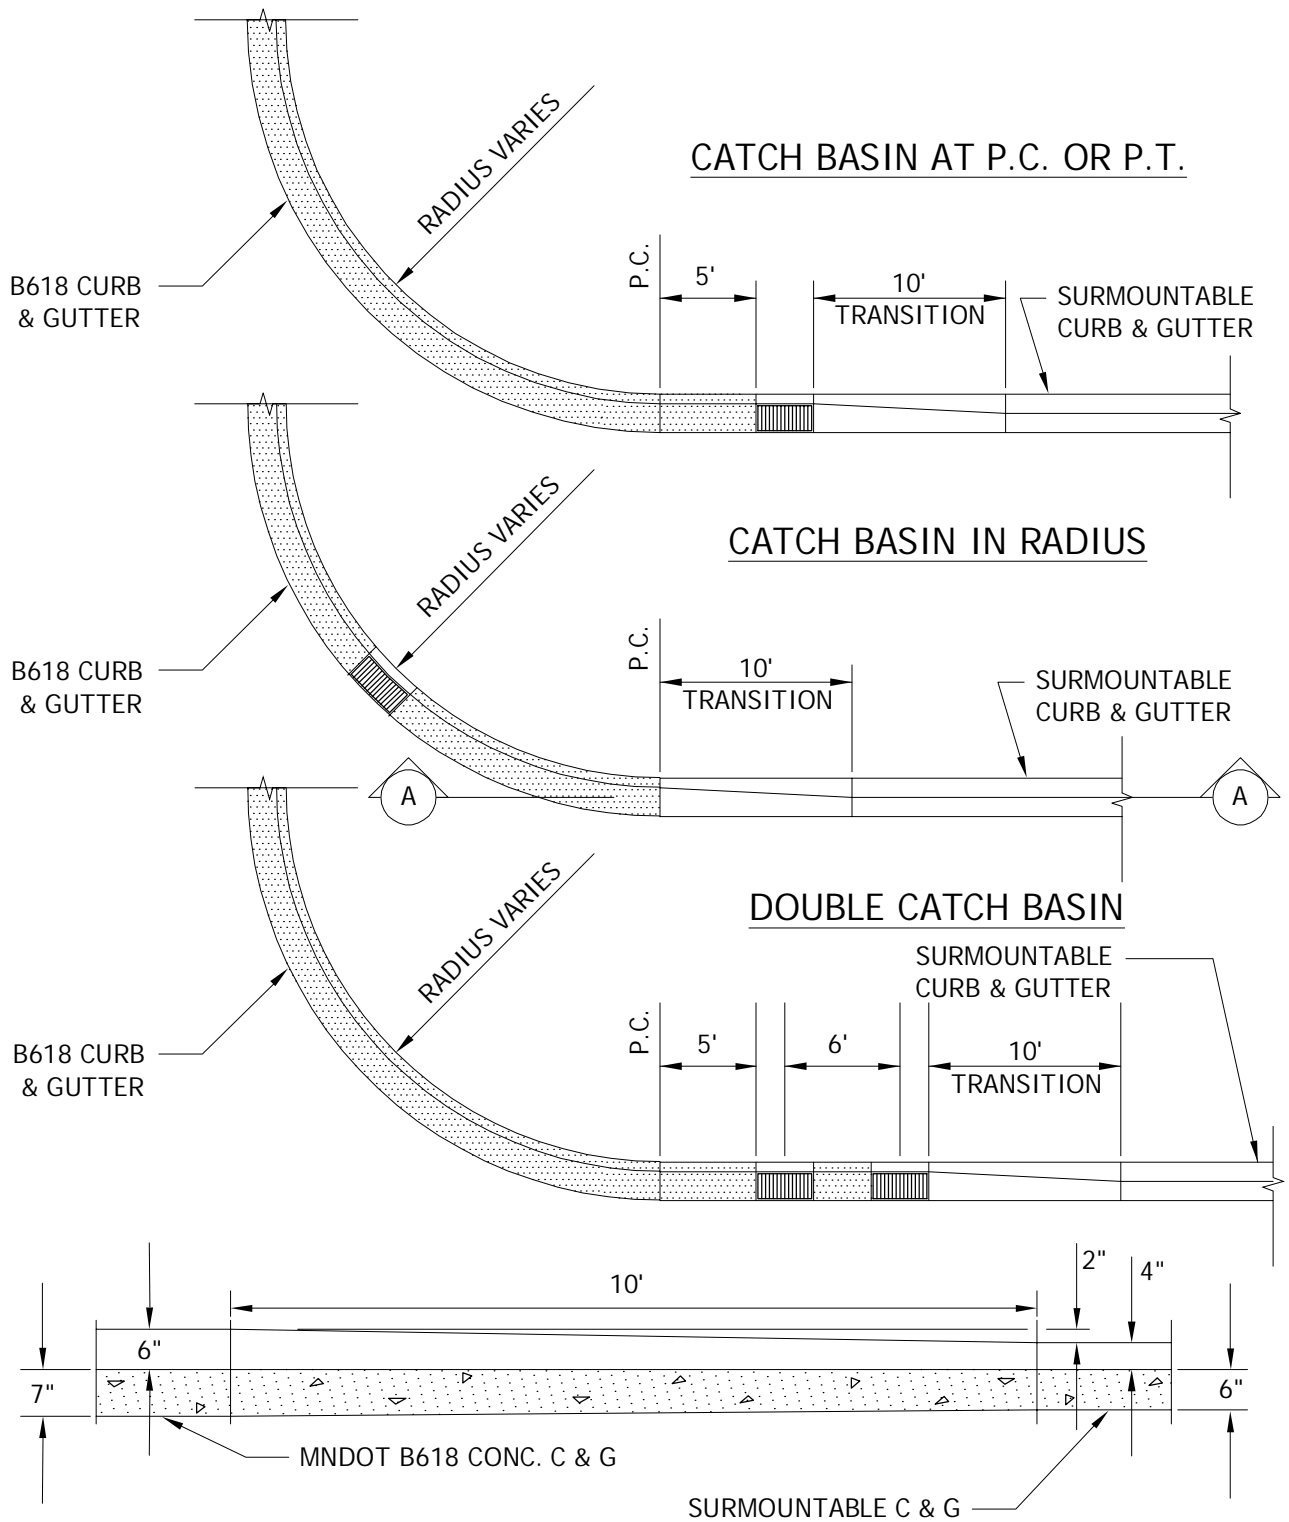 RADIUS VARIES
CATCH BASIN AT P.C. OR P.T.
B618 CURB
& GUTTER
P.C.
5'
10'
TRANSITION
SURMOUNTABLE
CURB & GUTTER
RADIUS VARIES
CATCH BASIN IN RADIUS
B618 CURB
& GUTTER
P.C.
10'
TRANSITION
SURMOUNTABLE
CURB & GUTTER
A
A
RADIUS VARIES
DOUBLE CATCH BASIN
SURMOUNTABLE
CURB & GUTTER
B618 CURB
& GUTTER
P.C.
5'
6'
10'
TRANSITION
10'
2"
4"
6"
7"
6"
MNDOT B618 CONC. C & G
SURMOUNTABLE C & G